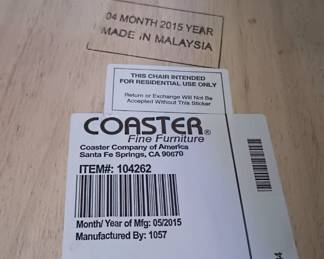 04 MONTH 2015 YEAR
MADE IN MALAYSIA
THIS CHAIR INTENDED
FOR RESIDENTIAL USE ONLY
Return or Exchange Will Not Be
Accepted Without This Sticker
COASTER®
Fine Furniture
Coaster Company of America
Santa Fe Springs, CA 90670
ITEM#: 104262
Month/Year of Mfg: 05/2015
Manufactured By: 1057